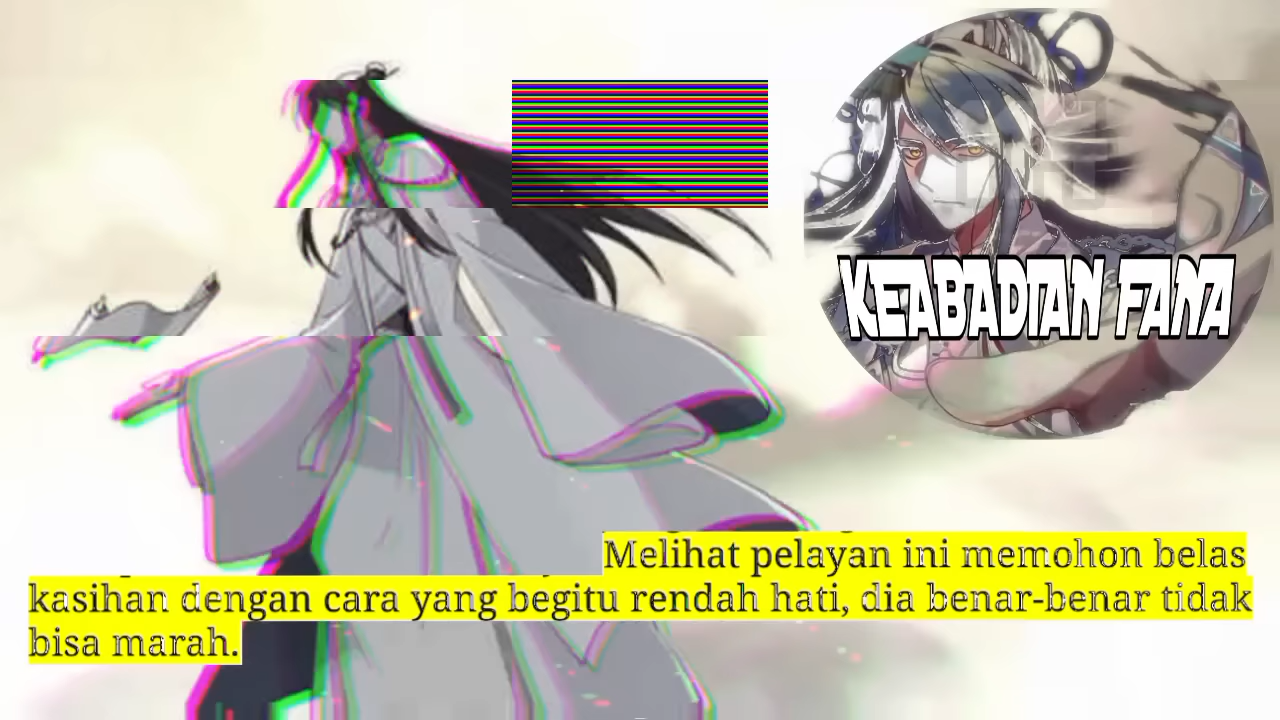 KEABADIAN FANA
Melihat pelayan ini memohon belas
kasihan dengan cara yang begitu rendah hati, dia benar-benar tidak
bisa marah.